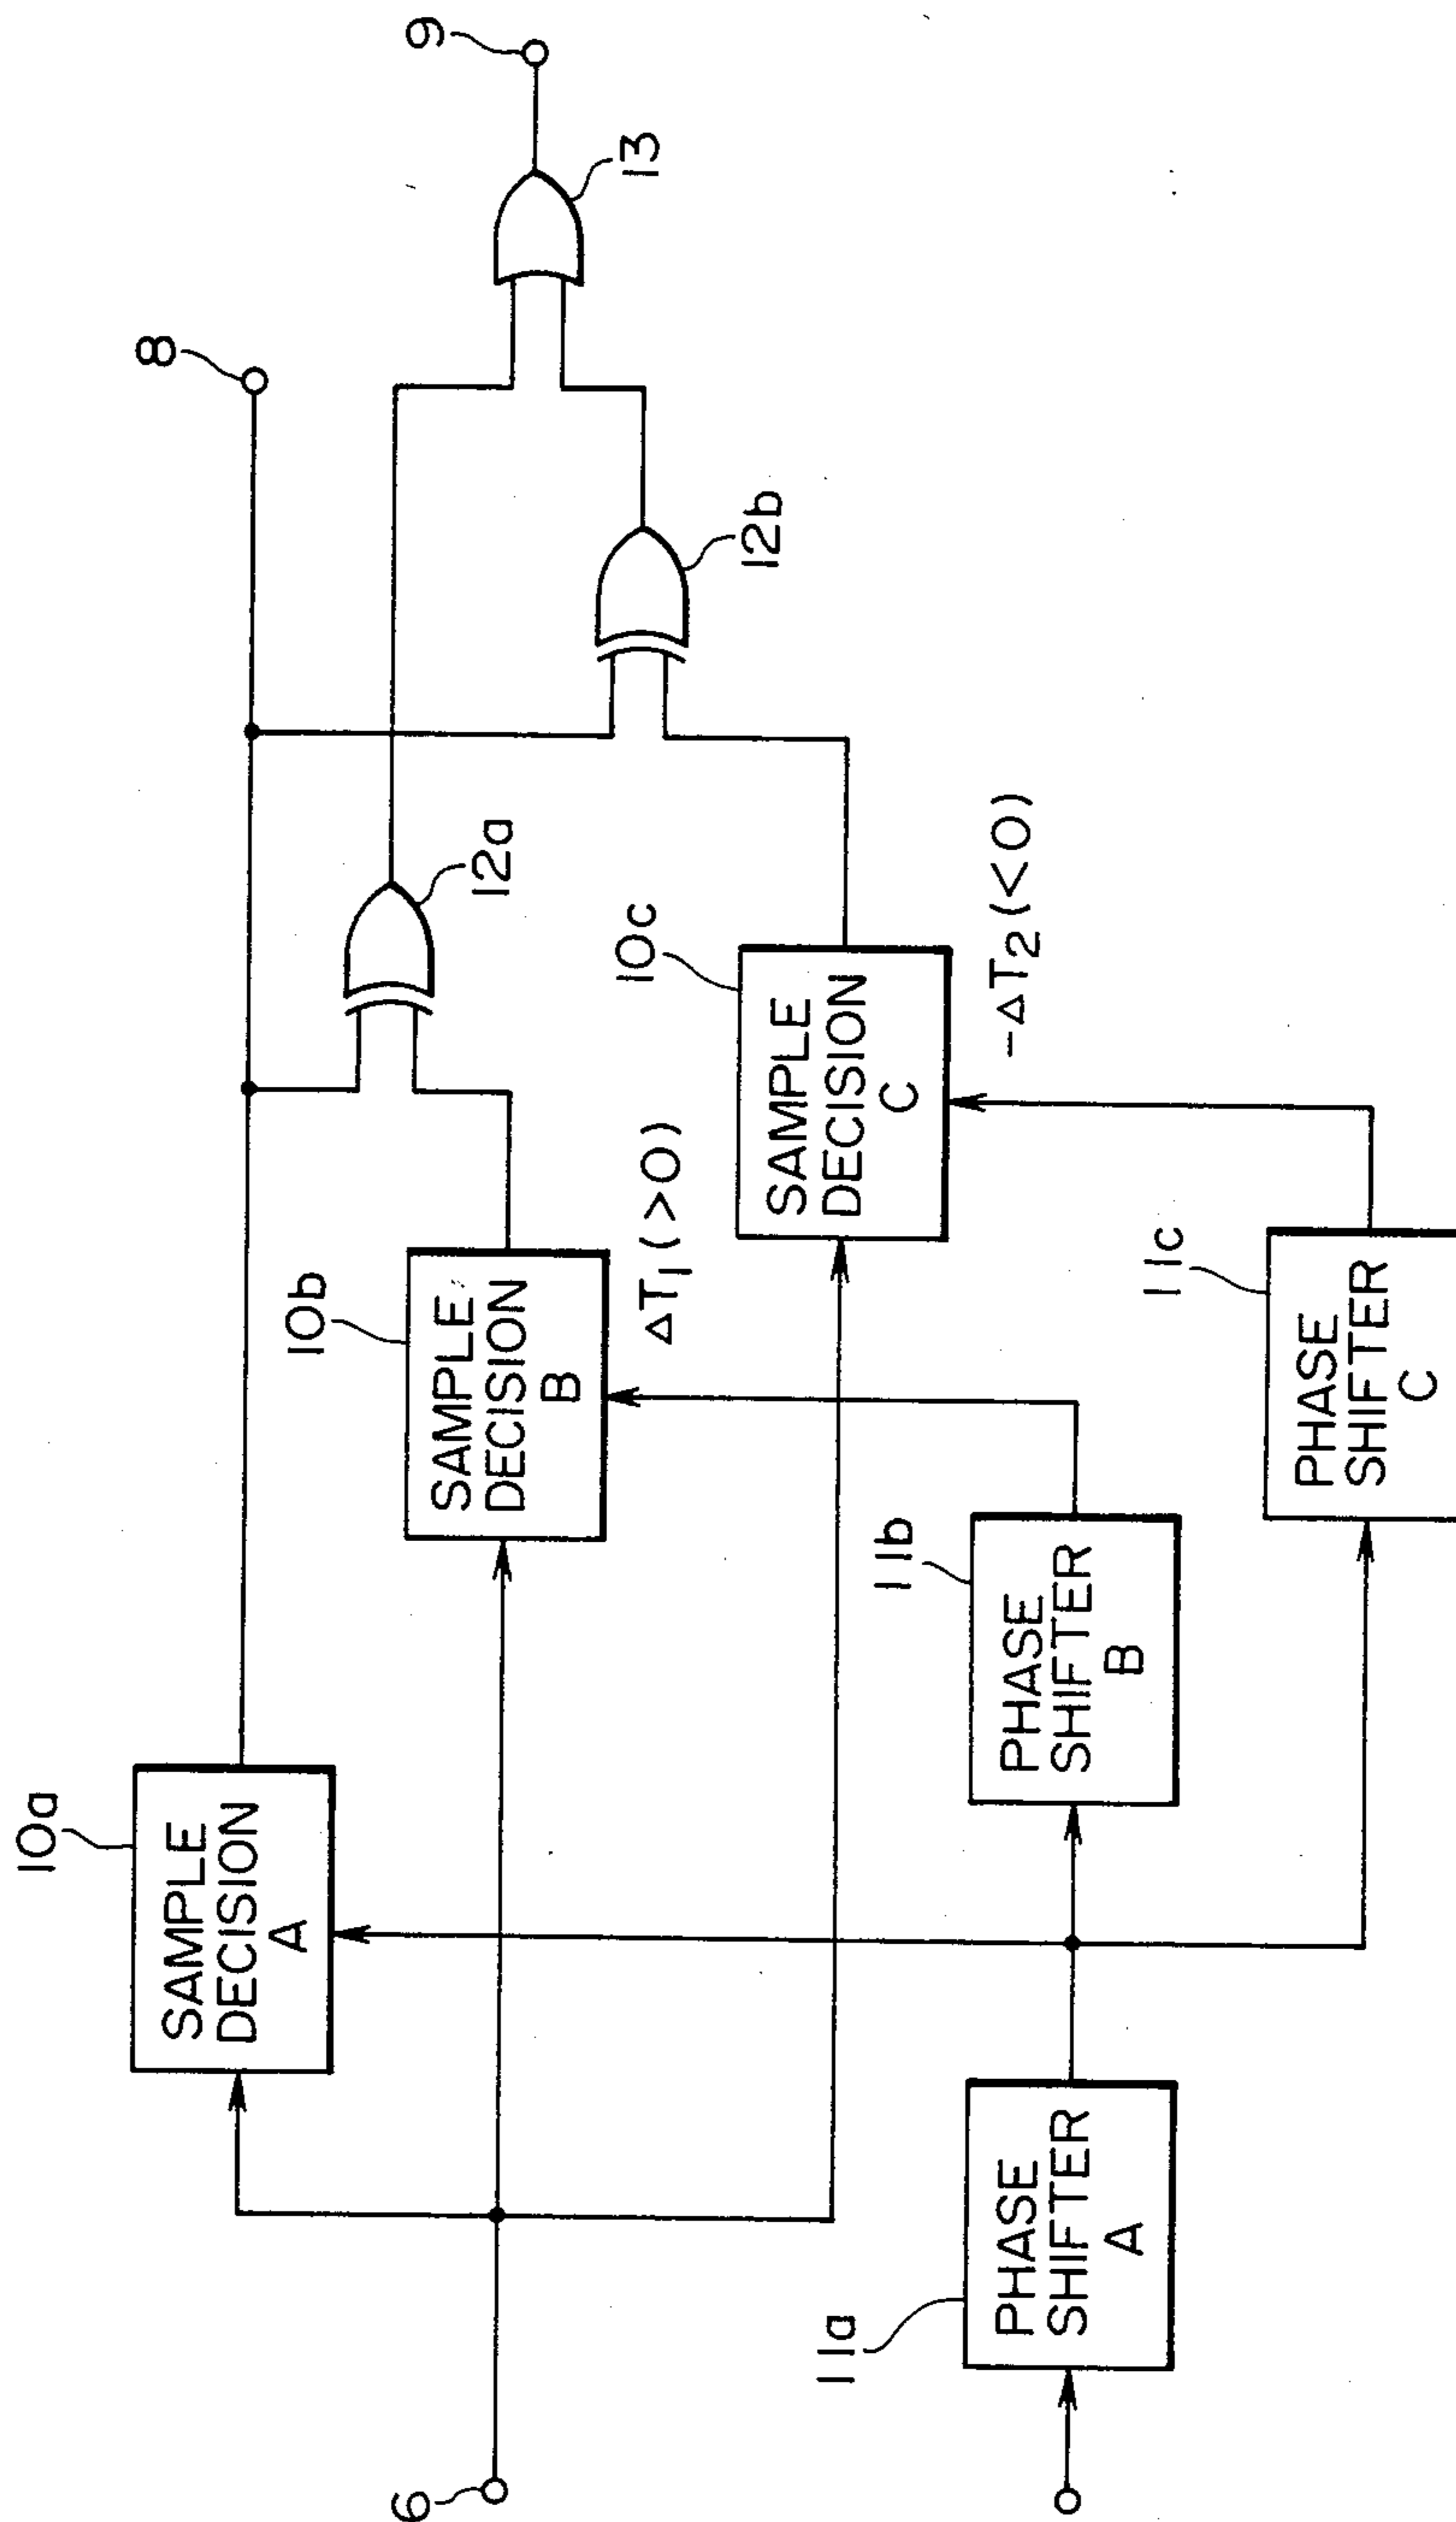 10a
SAMPLE
DECISION
A
8
9
10b
SAMPLE
DECISION
B
12a
13
ΔT1 (>0)
12b
10c
SAMPLE
DECISION
C
-ΔT2 (<0)
6
11a
PHASE
SHIFTER
A
11b
PHASE
SHIFTER
B
11c
PHASE
SHIFTER
C